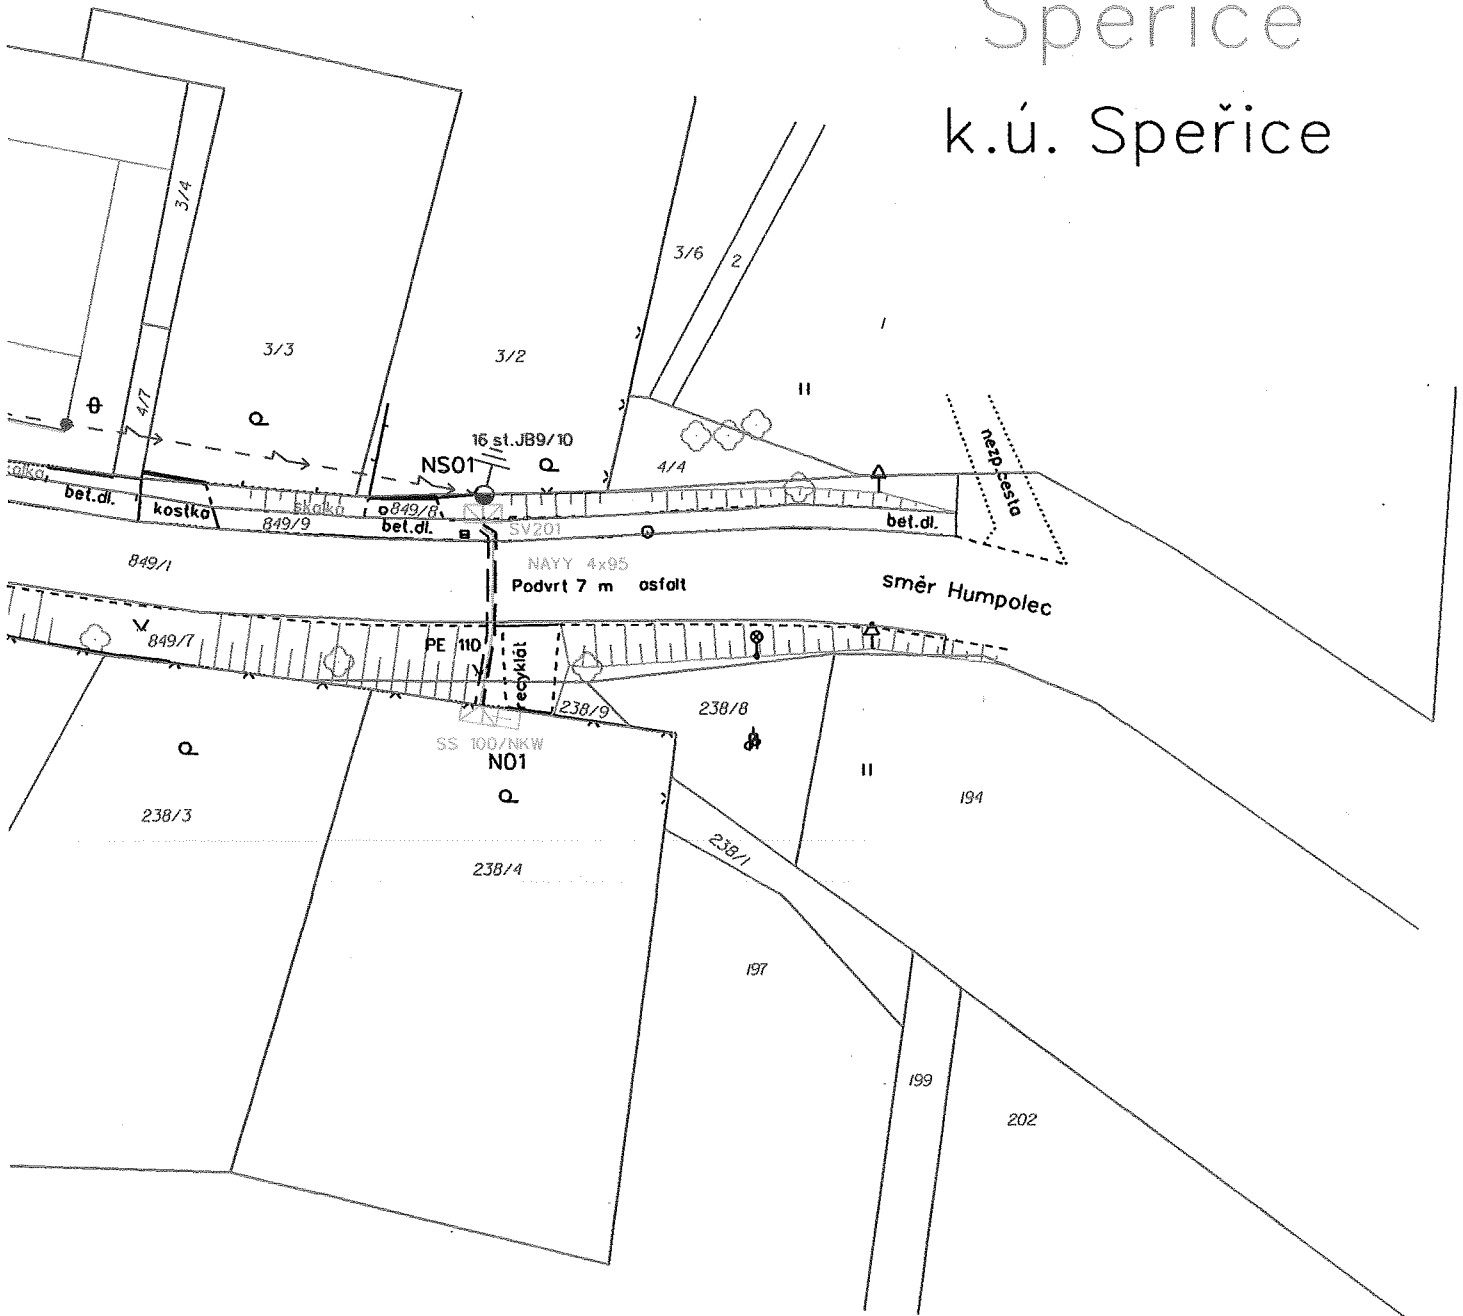 Speřice
k.ú. Speřice
3/4
3/6
2
1
3/3
3/2
4/7
16 st.JB9/10
NS01
4/4
nezp.cesta
skalka
bet.dl.
kostka
skalka
849/8
849/9
bet.dl.
SV201
bet.dl.
849/1
NAYY 4x95
Podvrt 7 m asfalt
směr Humpolec
849/7
PE 110
recyklát
238/9
238/8
SS 100/NKW
N01
238/3
194
238/1
238/4
197
199
202